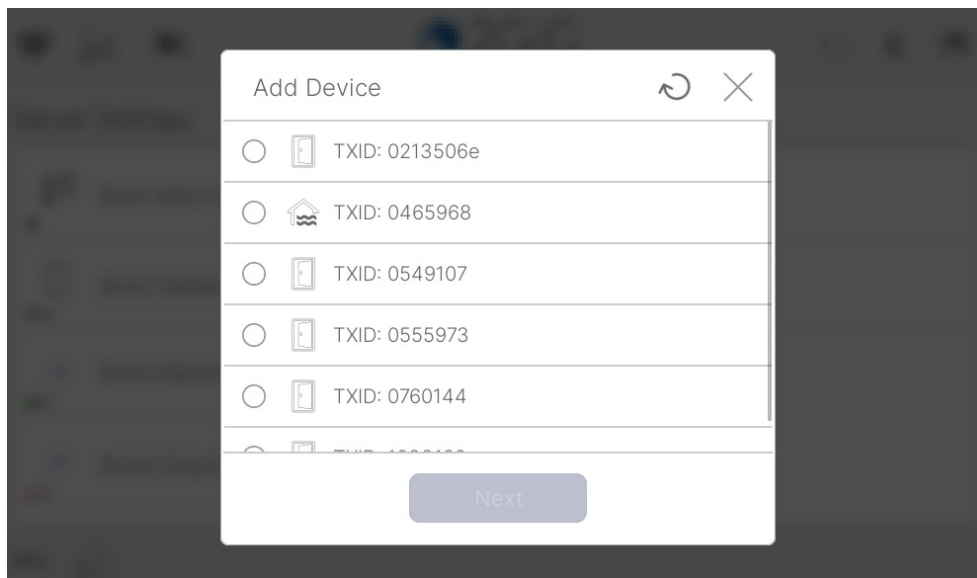 Add Device
TXID: 0213506e
TXID: 0465968
TXID: 0549107
TXID: 0555973
TXID: 0760144
Next